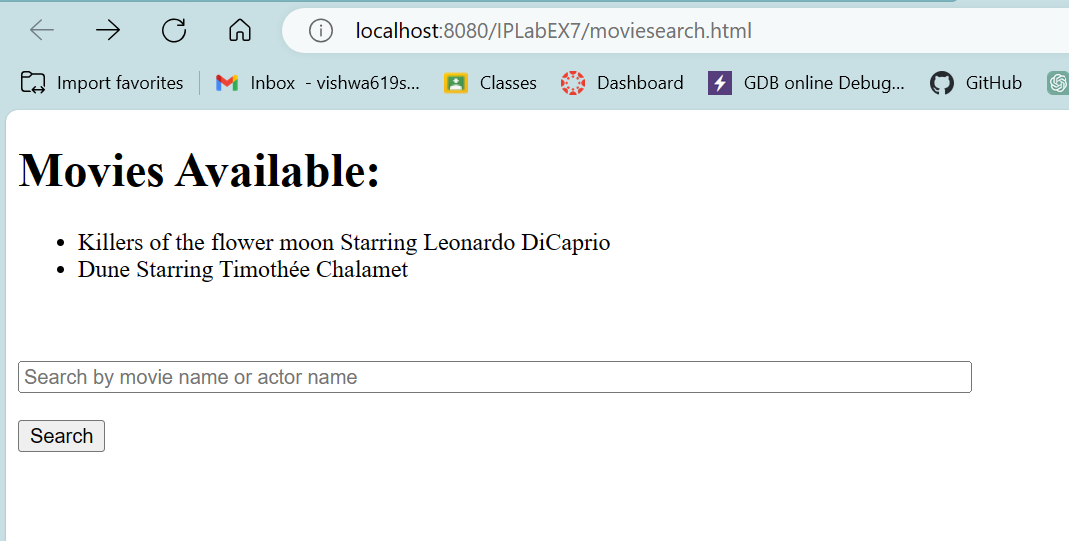 localhost:8080/IPLabEX7/moviesearch.html
Import favorites Inbox - vishwa619s... Classes Dashboard GDB online Debug... GitHub
Movies Available:
• Killers of the flower moon Starring Leonardo DiCaprio
• Dune Starring Timothée Chalamet
Search by movie name or actor name
Search